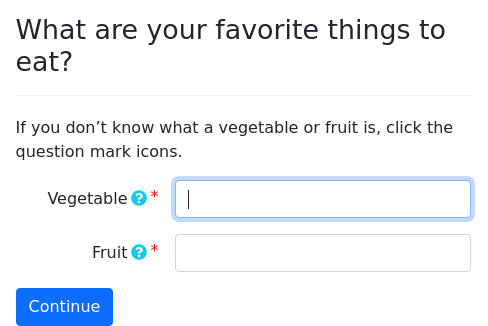 What are your favorite things to
eat?
If you don’t know what a vegetable or fruit is, click the
question mark icons.
Vegetable ? *
Fruit ? *
Continue